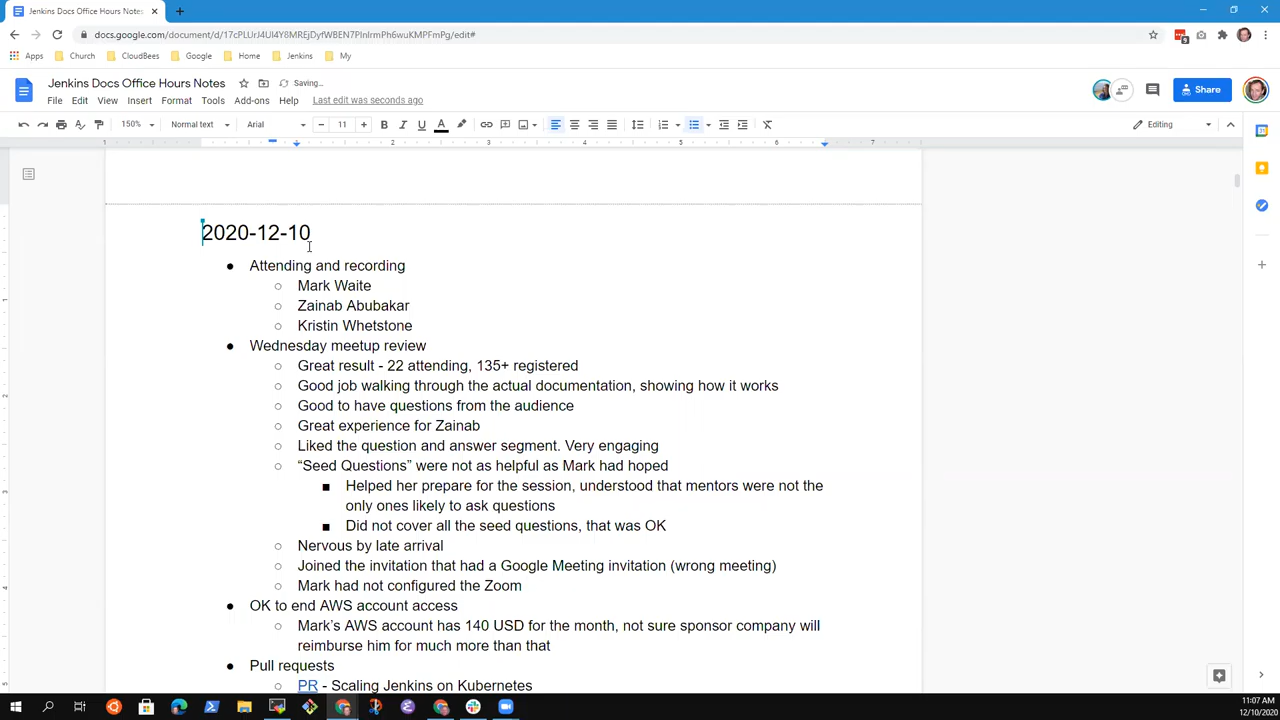 Jenkins Docs Office Hours Notes
docs.google.com/document/d/17cPLUrJ4Ul4Y8MREjDyfWBEN7PInIrmPh6wuKMPFmPg/edit#
Apps Church CloudBees Google Home Jenkins My
Jenkins Docs Office Hours Notes Saving...
File Edit View Insert Format Tools Add-ons Help Last edit was seconds ago
Share
150% Normal text Arial 11 Editing
1 1 2 3 4 5 6 7
2020-12-10
● Attending and recording
○ Mark Waite
○ Zainab Abubakar
○ Kristin Whetstone
● Wednesday meetup review
○ Great result - 22 attending, 135+ registered
○ Good job walking through the actual documentation, showing how it works
○ Good to have questions from the audience
○ Great experience for Zainab
○ Liked the question and answer segment. Very engaging
○ “Seed Questions” were not as helpful as Mark had hoped
■ Helped her prepare for the session, understood that mentors were not the
only ones likely to ask questions
■ Did not cover all the seed questions, that was OK
○ Nervous by late arrival
○ Joined the invitation that had a Google Meeting invitation (wrong meeting)
○ Mark had not configured the Zoom
● OK to end AWS account access
○ Mark’s AWS account has 140 USD for the month, not sure sponsor company will
reimburse him for much more than that
● Pull requests
○ PR - Scaling Jenkins on Kubernetes
11:07 AM
12/10/2020